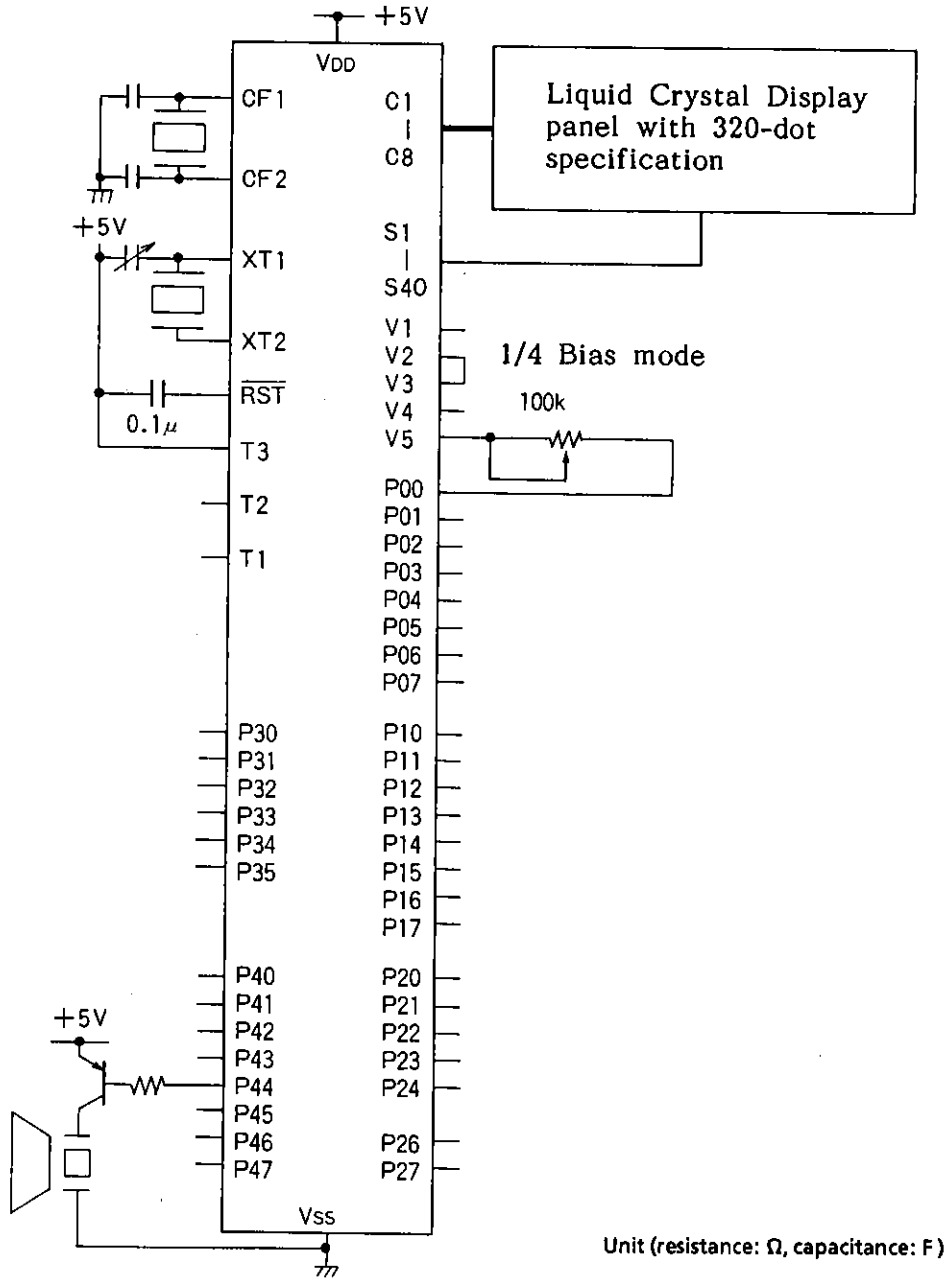 +5V
VDD
CF1
CF2
+5V
XT1
XT2
RST
0.1μ
T3
T2
T1
P30
P31
P32
P33
P34
P35
P40
P41
P42
P43
P44
P45
P46
P47
+5V
C1
|
C8
Liquid Crystal Display
panel with 320-dot
specification
S1
|
S40
V1
V2
V3
V4
V5
1/4 Bias mode
100k
P00
P01
P02
P03
P04
P05
P06
P07
P10
P11
P12
P13
P14
P15
P16
P17
P20
P21
P22
P23
P24
P26
P27
VSS
Unit (resistance: Ω, capacitance: F)